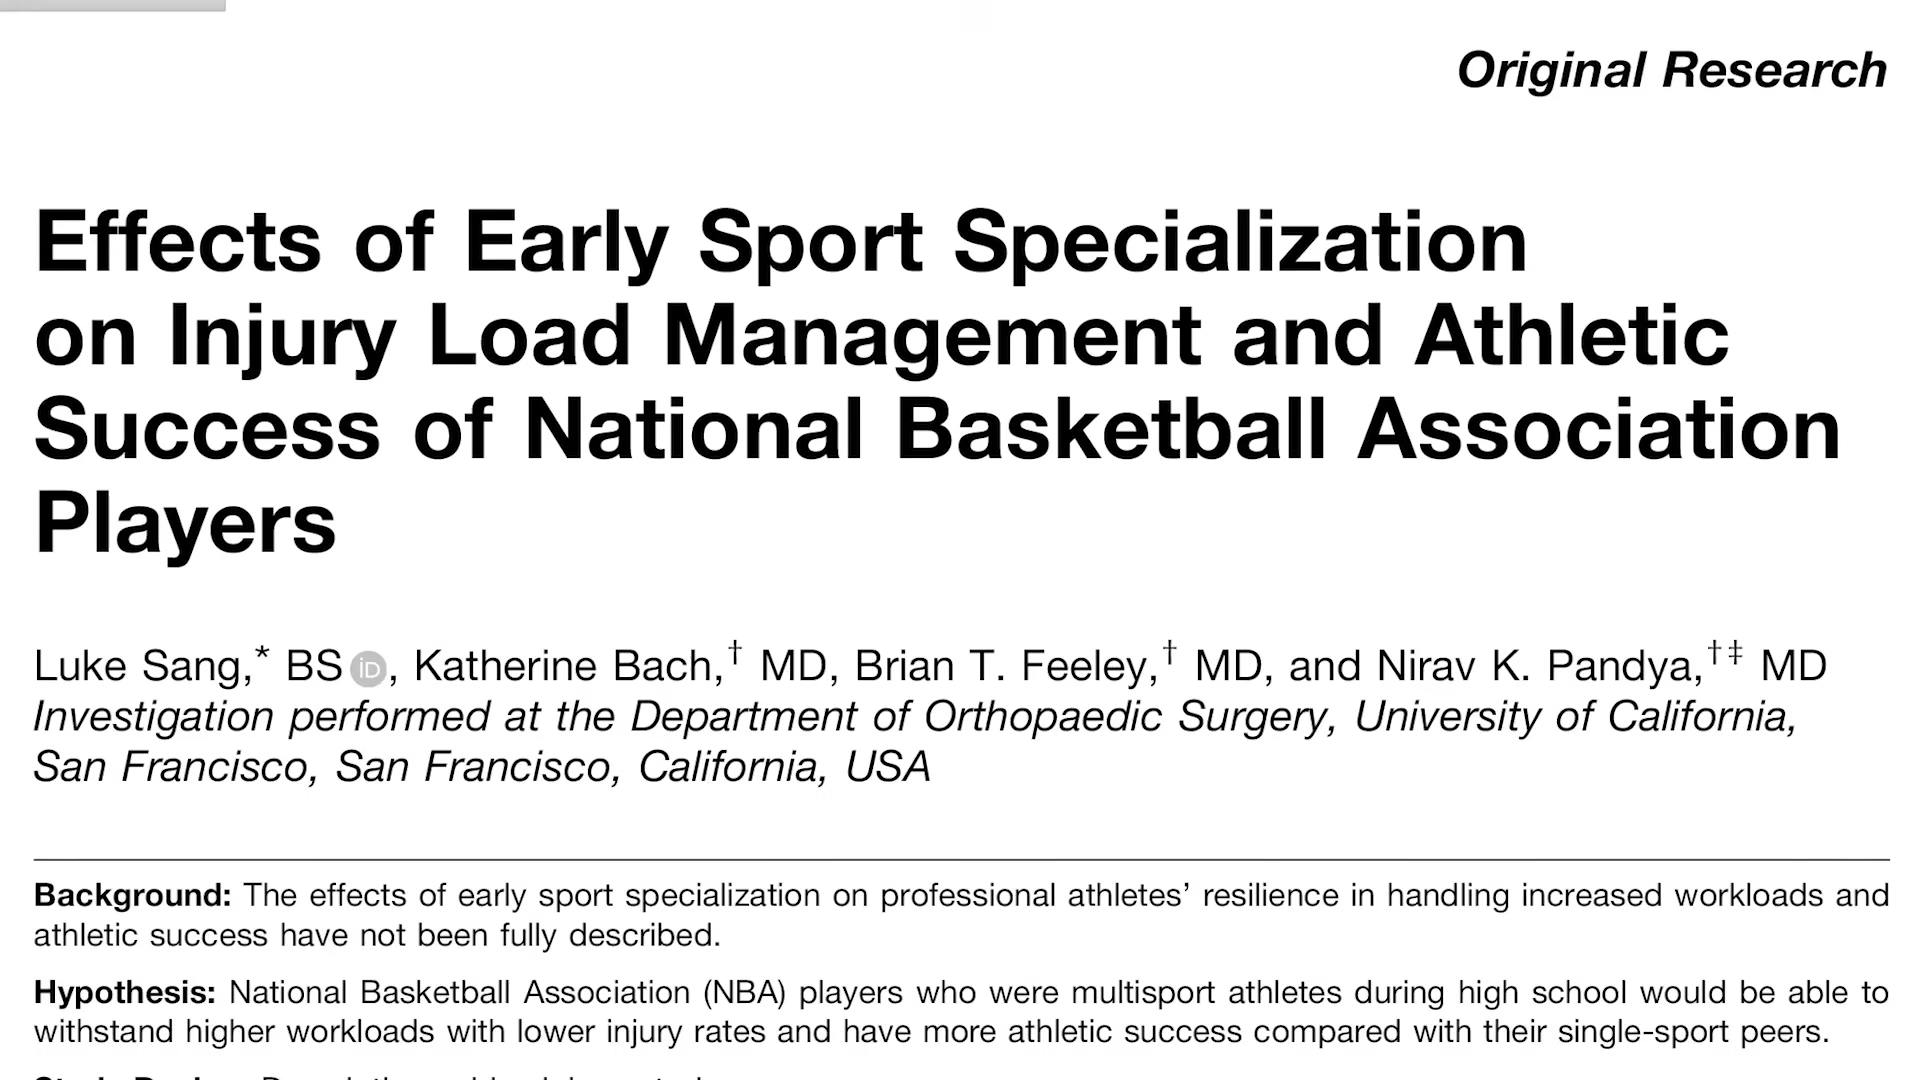 Original Research
Effects of Early Sport Specialization
on Injury Load Management and Athletic
Success of National Basketball Association
Players
Luke Sang,* BS iD, Katherine Bach,† MD, Brian T. Feeley,† MD, and Nirav K. Pandya,†‡ MD
Investigation performed at the Department of Orthopaedic Surgery, University of California,
San Francisco, San Francisco, California, USA
Background: The effects of early sport specialization on professional athletes’ resilience in handling increased workloads and
athletic success have not been fully described.
Hypothesis: National Basketball Association (NBA) players who were multisport athletes during high school would be able to
withstand higher workloads with lower injury rates and have more athletic success compared with their single-sport peers.